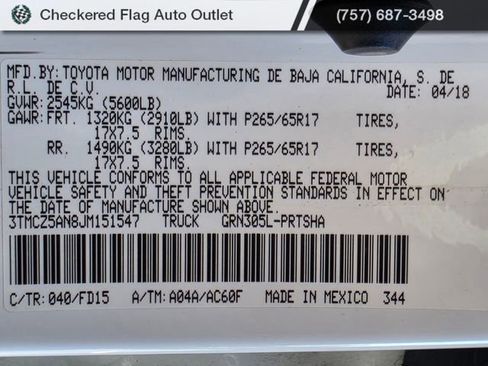 Checkered Flag Auto Outlet
(757) 687-3498
MFD.BY: TOYOTA MOTOR MANUFACTURING DE BAJA CALIFORNIA, S. DE
R.L. DE C.V. DATE: 04/18
GVWR: 2545KG (5600LB)
GAWR: FRT. 1320KG (2910LB) WITH P265/65R17 TIRES,
17X7.5 RIMS.
RR. 1490KG (3280LB) WITH P265/65R17 TIRES,
17X7.5 RIMS.
THIS VEHICLE CONFORMS TO ALL APPLICABLE FEDERAL MOTOR
VEHICLE SAFETY AND THEFT PREVENTION STANDARDS IN EFFECT ON
THE DATE OF MANUFACTURE SHOWN ABOVE.
3TMCZ5AN8JM151547 TRUCK GRN305L-PRTSHA
C/TR: 040/FD15 A/TM: A04A/AC60F MADE IN MEXICO 344